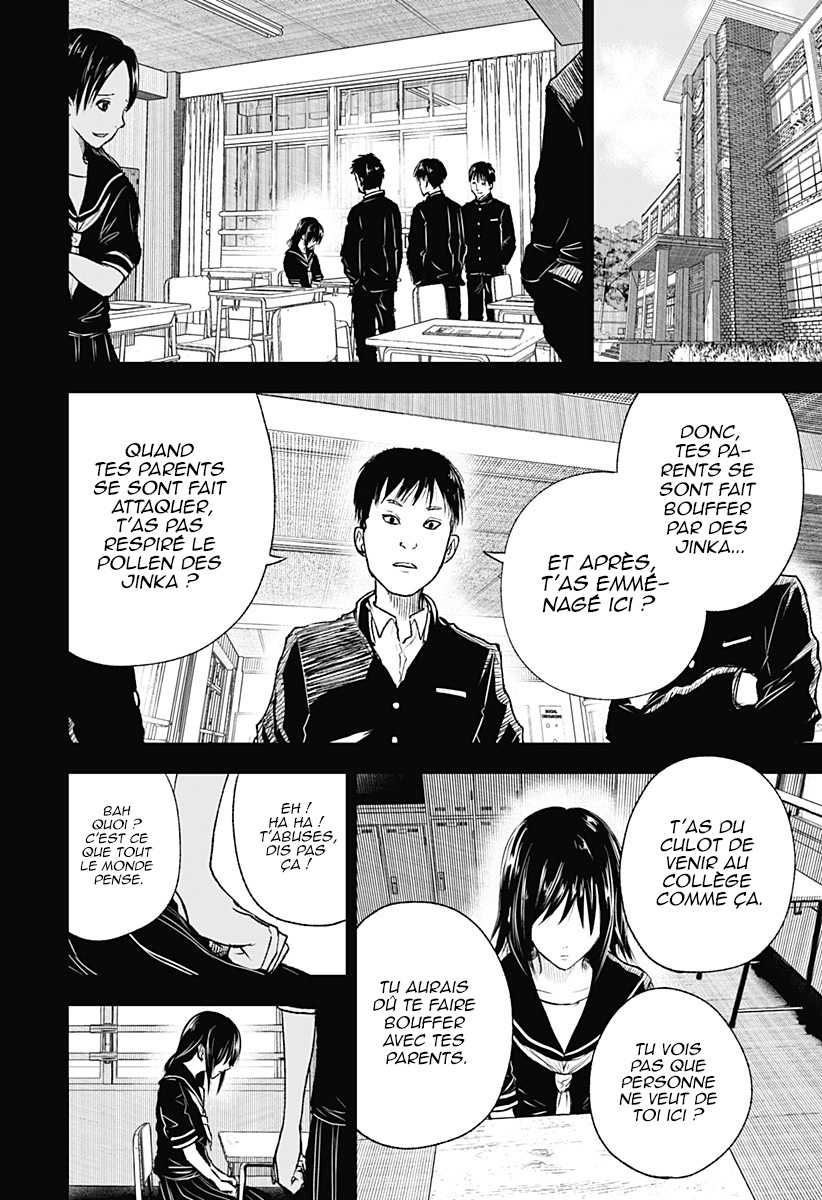 DONC,
TES PA-
RENTS SE
SONT FAIT
BOUFFER
PAR DES
JINKA...
ET APRÈS,
T'AS EMMÉ-
NAGÉ ICI ?
QUAND
TES PARENTS
SE SONT FAIT
ATTAQUER,
T'AS PAS
RESPIRÉ LE
POLLEN DES
JINKA ?
T'AS DU
CULOT DE
VENIR AU
COLLÈGE
COMME ÇA.
TU VOIS
PAS QUE
PERSONNE
NE VEUT DE
TOI ICI ?
TU AURAIS
DÛ TE FAIRE
BOUFFER
AVEC TES
PARENTS.
EH !
HA HA !
T'ABUSES,
DIS PAS
ÇA !
BAH
QUOI ?
C'EST CE
QUE TOUT
LE MONDE
PENSE.